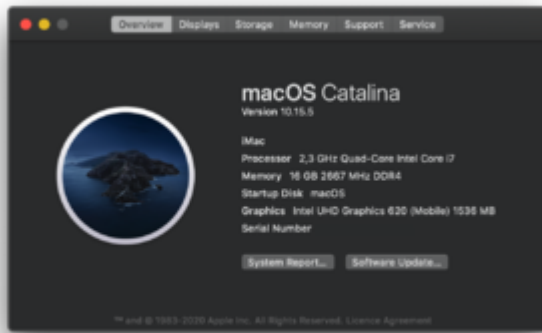 Overview Displays Storage Memory Support Service
macOS Catalina
Version 10.15.5
iMac
Processor 2,3 GHz Quad-Core Intel Core i7
Memory 16 GB 2667 MHz DDR4
Startup Disk macOS
Graphics Intel UHD Graphics 620 (Mobile) 1536 MB
Serial Number
System Report... Software Update...
™ and © 1983-2020 Apple Inc. All Rights Reserved. Licence Agreement